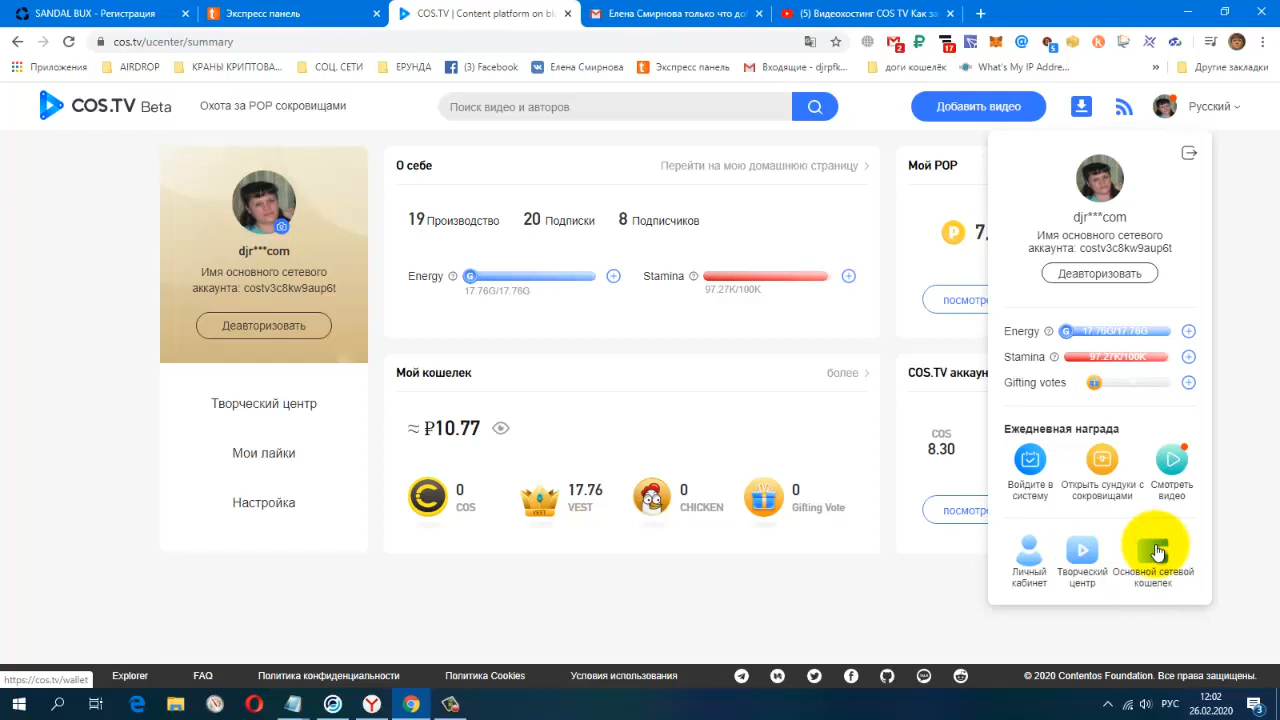 SANDAL BUX - Регистрация
Экспресс панель
COS.TV | Content platform on bl
Елена Смирнова только что до
(5) Видеохостинг COS TV Как за
cos.tv/ucenter/summary
2
17
5
Приложения
AIRDROP
КРАНЫ КРИПТОВА...
СОЦ. СЕТИ
ЕРУНДА
(3) Facebook
Елена Смирнова
Экспресс панель
Входящие - djrpfk...
доги кошелёк
What's My IP Addre...
»
Другие закладки
COS.TV Beta
Охота за POP сокровищами
Поиск видео и авторов
Добавить видео
Русский
О себе
Перейти на мою домашнюю страницу
Мой POP
djr***com
Имя основного сетевого
аккаунта: costv3c8kw9aup6t
Деавторизовать
19 Производство
20 Подписки
8 Подписчиков
Energy
17.76G/17.76G
Stamina
97.27K/100K
7,
посмотре
Творческий центр
Мои лайки
Настройка
Мой кошелек
более
≈ ₽10.77
0
COS
17.76
VEST
0
CHICKEN
0
Gifting Vote
COS.TV аккаун
COS
8.30
посмотре
djr***com
Имя основного сетевого
аккаунта: costv3c8kw9aup6t
Деавторизовать
Energy
17.76G/17.76G
Stamina
97.27K/100K
Gifting votes
Ежедневная награда
Войдите в
систему
Открыть сундуки с
сокровищами
Смотреть
видео
Личный
кабинет
Творческий
центр
Основной сетевой
кошелек
https://cos.tv/wallet
Explorer
FAQ
Политика конфиденциальности
Политика Cookies
Условия использования
© 2020 Contentos Foundation. Все права защищены.
РУС
12:02
26.02.2020
3